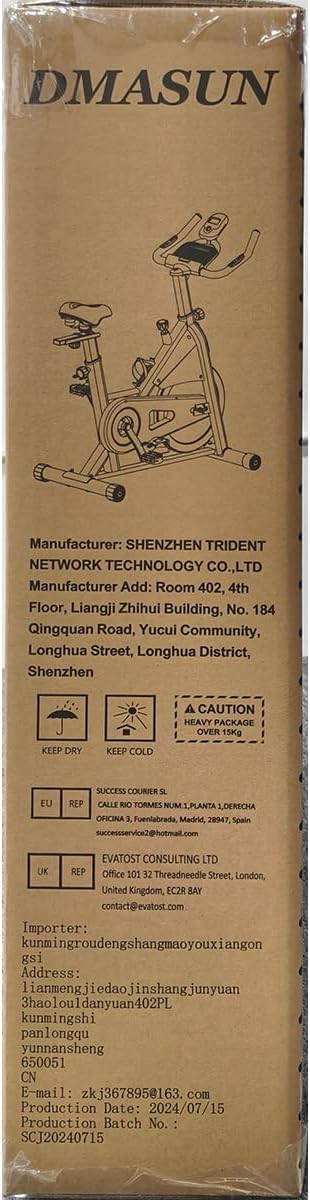 DMASUN
Manufacturer: SHENZHEN TRIDENT
NETWORK TECHNOLOGY CO.,LTD
Manufacturer Add: Room 402, 4th
Floor, Liangji Zhihui Building, No. 184
Qingquan Road, Yucui Community,
Longhua Street, Longhua District,
Shenzhen
KEEP DRY
KEEP COLD
CAUTION
HEAVY PACKAGE
OVER 15Kg
EU REP
SUCCESS COURIER SL
CALLE RIO TORMES NUM.1,PLANTA 1,DERECHA
OFICINA 3, Fuenlabrada, Madrid, 28947, Spain
successservice2@hotmail.com
UK REP
EVATOST CONSULTING LTD
Office 101 32 Threadneedle Street, London,
United Kingdom, EC2R 8AY
contact@evatost.com
Importer:
kunmingroudengshangmaoyouxiangon
gsi
Address:
lianmengjiedaojinshangjunyuan
3haolou1danyuan402PL
kunmingshi
panlongqu
yunnansheng
650051
CN
E-mail: zkj367895@163.com
Production Date: 2024/07/15
Production Batch No.:
SCJ20240715